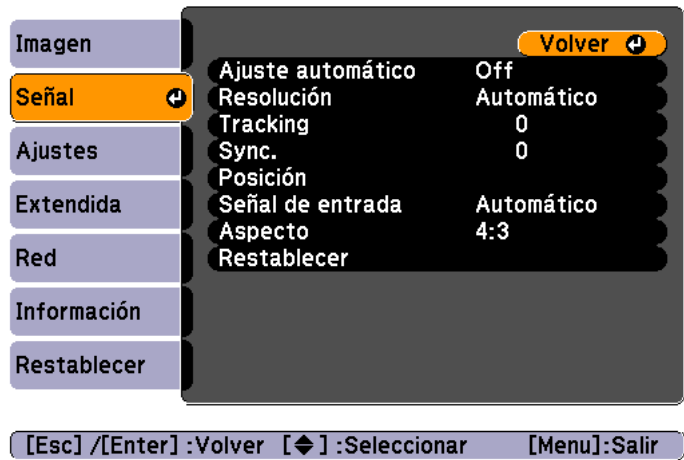 Imagen
Señal
Ajustes
Extendida
Red
Información
Restablecer
Volver
Ajuste automático Off
Resolución Automático
Tracking 0
Sync. 0
Posición
Señal de entrada Automático
Aspecto 4:3
Restablecer
[Esc] /[Enter] :Volver [◆] :Seleccionar [Menu]:Salir